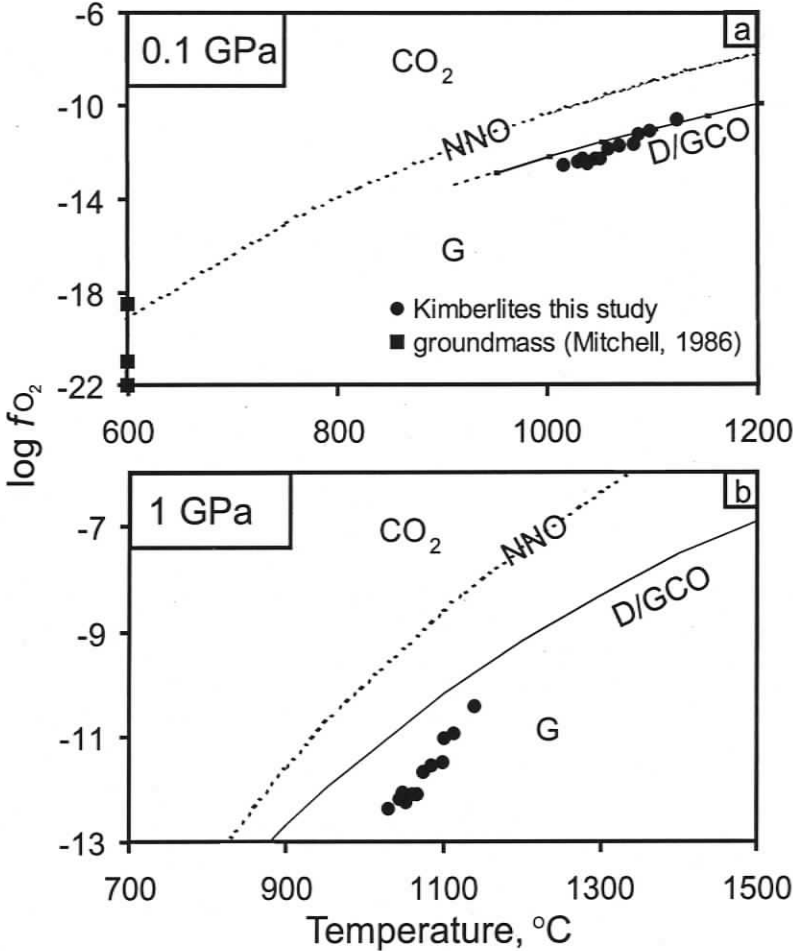 -6
0.1 GPa
a
CO2
-10
NNO
D/GCO
-14
G
-18
Kimberlites this study
groundmass (Mitchell, 1986)
-22
600 800 1000 1200
log fO2
1 GPa
b
-7
CO2
NNO
D/GCO
-9
-11
G
-13
700 900 1100 1300 1500
Temperature, °C